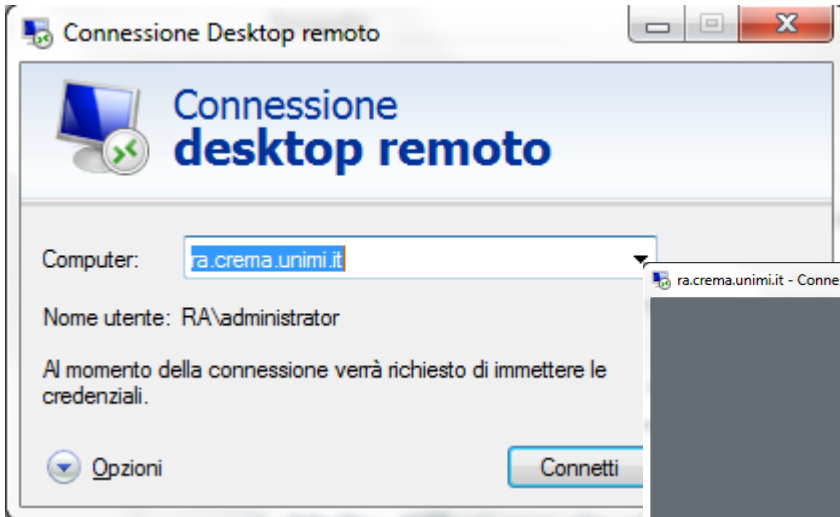 Connessione Desktop remoto
Connessione
desktop remoto
Computer: ra.crema.unimi.it
ra.crema.unimi.it - Conne
Nome utente: RA\administrator
Al momento della connessione verrà richiesto di immettere le
credenziali.
Opzioni
Connetti